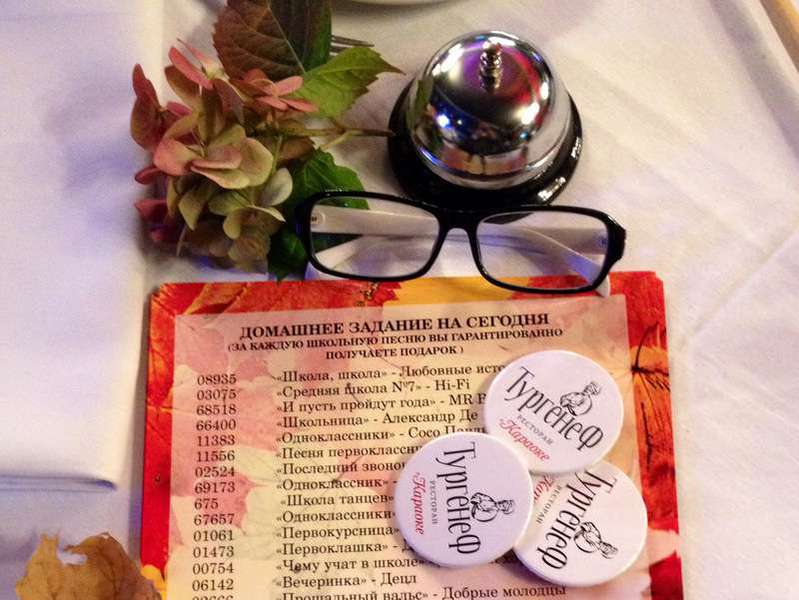 ДОМАШНЕЕ ЗАДАНИЕ НА СЕГОДНЯ
(ЗА КАЖДУЮ ШКОЛЬНУЮ ПЕСНЮ ВЫ ГАРАНТИРОВАННО
ПОЛУЧАЕТЕ ПОДАРОК )
08935 «Школа, школа» - Любовные исто
03075 «Средняя школа №7» - Hi-Fi
68518 «И пусть пройдут года» - MR
66400 «Школьница» - Александр Де
11383 «Одноклассники» - Сосо
11556 «Песня первоклассни
02524 «Последний звоно
69173 «Одноклассник» -
675 «Школа танцев»
67657 «Одноклассники
01061 «Первокурсница»
01473 «Первоклашка» -
00754 «Чему учат в школе»
06142 «Вечеринка» - Децл
«Прощальный вальс» - Добрые молодцы
Тургенеф
РЕСТОРАН
Караоке
Тургенеф
РЕСТОРАН
Караоке
Тургенеф
РЕСТОРАН